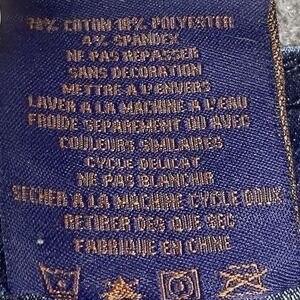 78% COTON 18% POLYESTER
4% SPANDEX
NE PAS REPASSER
SANS DECORATION
METTRE A L'ENVERS
LAVER A LA MACHINE A L'EAU
FROIDE SEPAREMENT OU AVEC
COULEURS SIMILAIRES
CYCLE DELICAT
NE PAS BLANCHIR
SECHER A LA MACHINE CYCLE DOUX
RETIRER DES QUE SEC
FABRIQUE EN CHINE